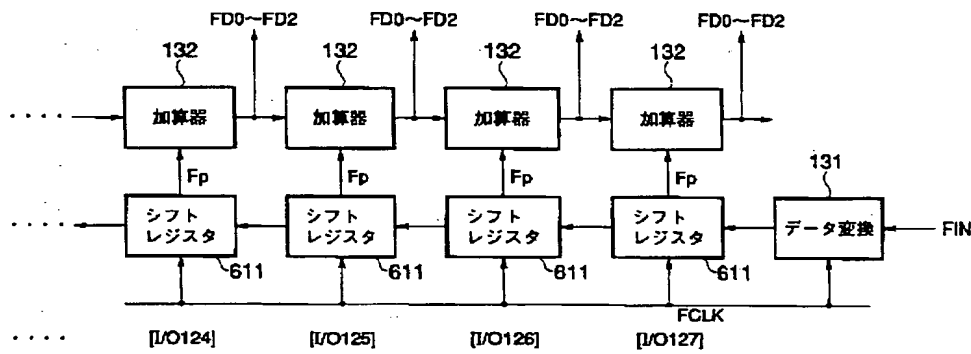 FD0～FD2 FD0～FD2 FD0～FD2 FD0～FD2
132 132 132 132
加算器 加算器 加算器 加算器
Fp Fp Fp Fp 131
シフト シフト シフト シフト
レジスタ レジスタ レジスタ レジスタ データ変換 FIN
611 611 611 611
FCLK
[I/O124] [I/O125] [I/O126] [I/O127]